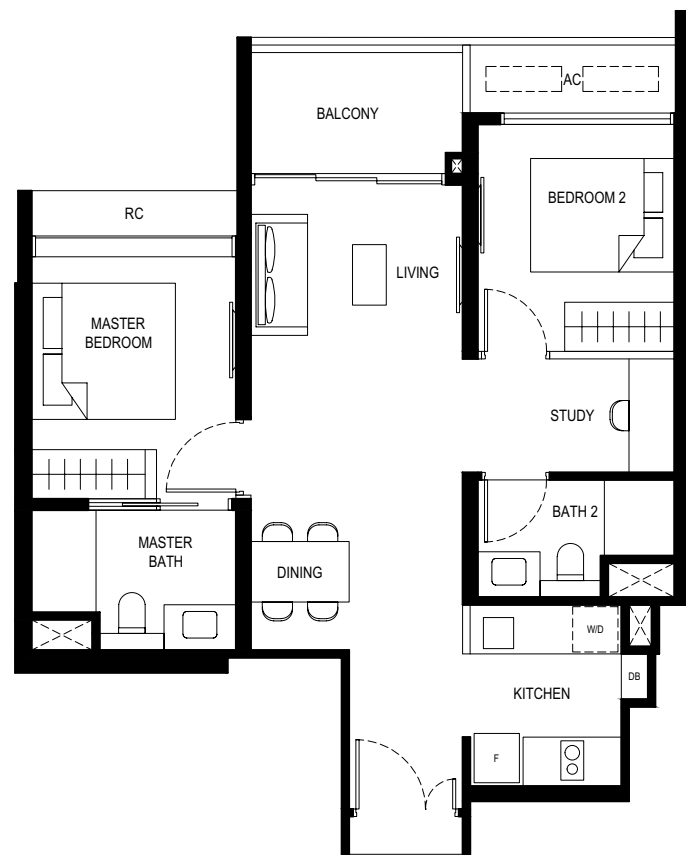 AC
BALCONY
BEDROOM 2
RC
LIVING
MASTER
BEDROOM
STUDY
BATH 2
MASTER
BATH
DINING
W/D
DB
KITCHEN
F